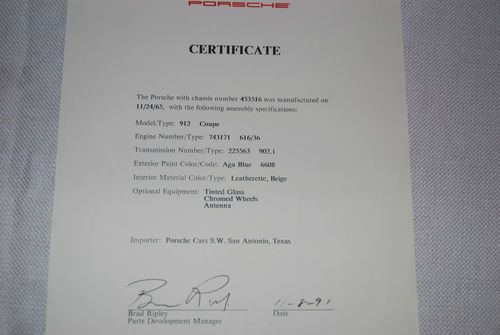 PORSCHE
CERTIFICATE
The Porsche with chassis number 453516 was manufactured on
11/24/65, with the following assembly specifications:
Model/Type: 912 Coupe
Engine Number/Type: 743171 616/36
Transmission Number/Type: 225563 902.1
Exterior Paint Color/Code: Aga Blue 6608
Interior Material Color/Type: Leatherette, Beige
Optional Equipment: Tinted Glass
Chromed Wheels
Antenna
Importer: Porsche Cars S.W. San Antonio, Texas
11-8-91
Brad Ripley Date
Parts Development Manager